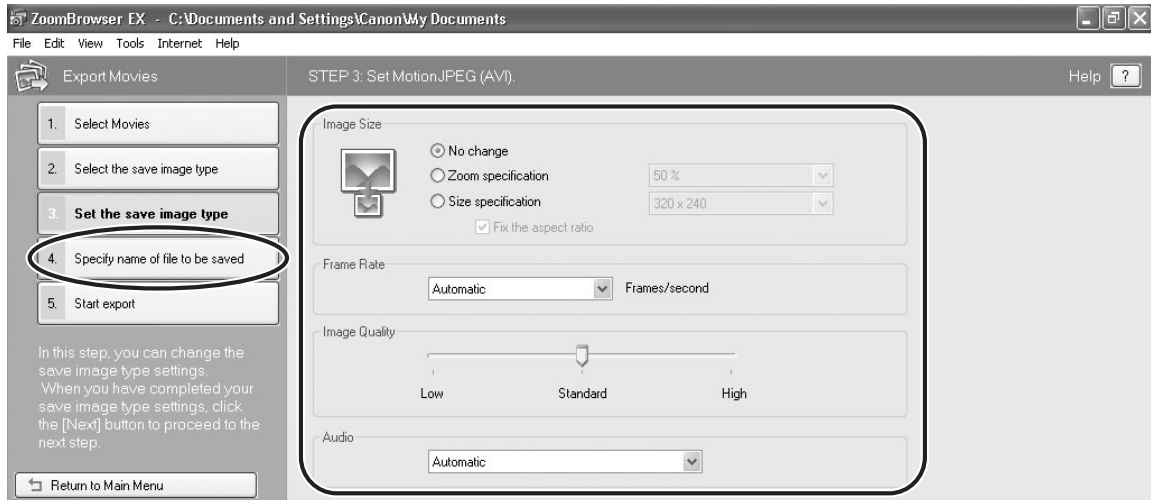 ZoomBrowser EX - C:\Documents and Settings\Canon\My Documents
File Edit View Tools Internet Help
Export Movies
STEP 3: Set MotionJPEG (AVI).
Help ?
1. Select Movies
2. Select the save image type
3. Set the save image type
4. Specify name of file to be saved
5. Start export
In this step, you can change the
save image type settings.
When you have completed your
save image type settings, click
the [Next] button to proceed to the
next step.
Return to Main Menu
Image Size
No change
Zoom specification 50 %
Size specification 320 x 240
Fix the aspect ratio
Frame Rate
Automatic Frames/second
Image Quality
Low Standard High
Audio
Automatic